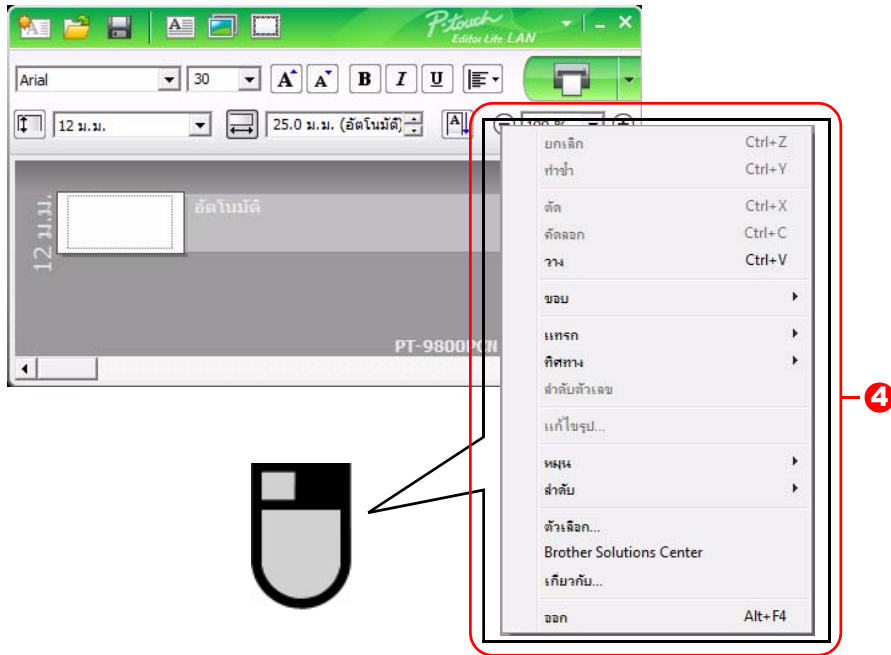 P-touch
Editor Lite LAN
Arial 30 A A B I U
12 ม.ม. 25.0 ม.ม. (อัตโนมัติ) A 100 %
12 ม.ม.
อัตโนมัติ
PT-9800PCN
ยกเลิก Ctrl+Z
ทำซ้ำ Ctrl+Y
ตัด Ctrl+X
คัดลอก Ctrl+C
วาง Ctrl+V
ขอบ
แทรก
ทิศทาง
ลำดับตัวเลข
แก้ไขรูป...
หมุน
ลำดับ
ตัวเลือก...
Brother Solutions Center
เกี่ยวกับ...
ออก Alt+F4
4